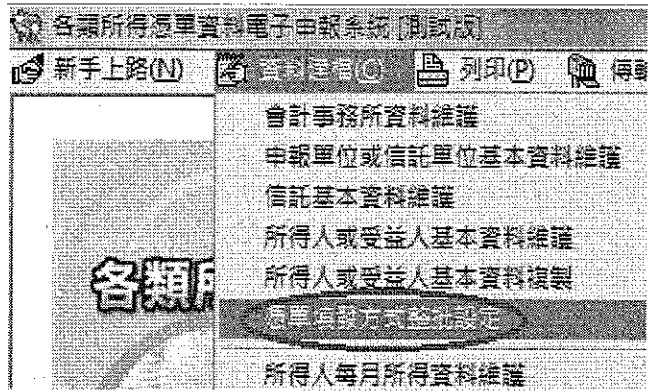 各類所得憑單資料電子申報系統 [測試版]
新手上路(N) 資料建檔(C) 列印(P) 傳輸
會計事務所資料維護
申報單位或信託單位基本資料維護
信託基本資料維護
所得人或受益人基本資料維護
所得人或受益人基本資料複製
各類所
憑單填發方式整批設定
所得人每月所得資料維護